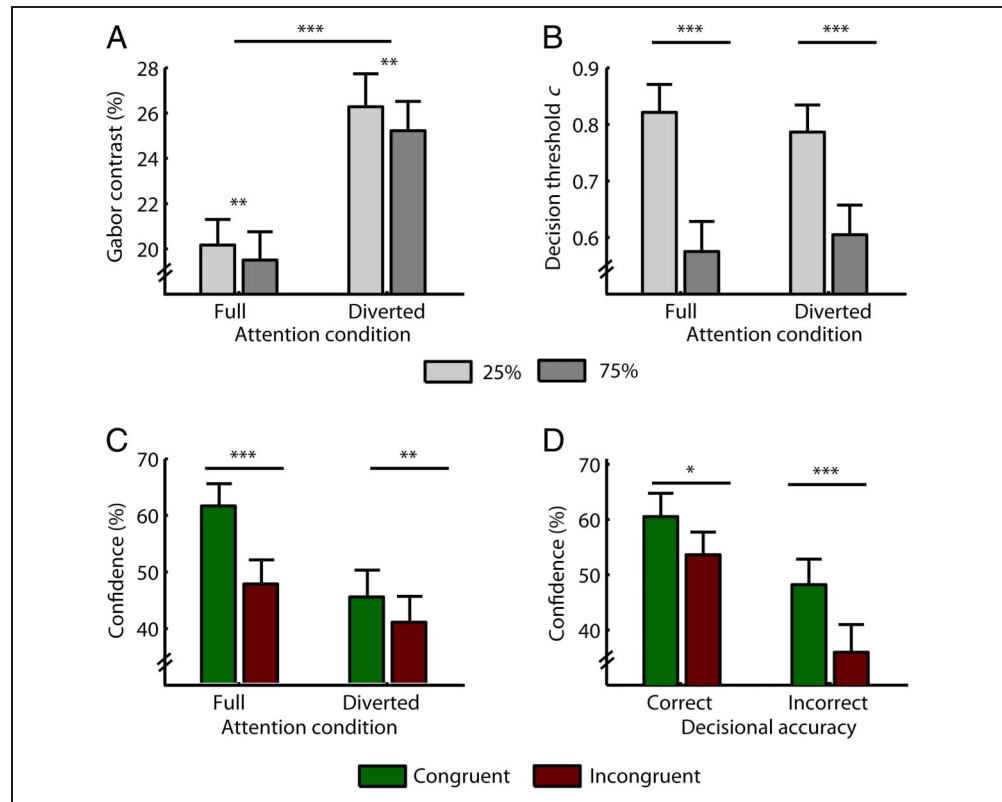 A
***
Gabor contrast (%)
28
26
24
22
20
**
**
Full
Diverted
Attention condition
B
***
***
Decision threshold c
0.9
0.8
0.7
0.6
Full
Diverted
Attention condition
25%
75%
C
***
**
Confidence (%)
70
60
50
40
Full
Diverted
Attention condition
D
*
***
Confidence (%)
70
60
50
40
Correct
Incorrect
Decisional accuracy
Congruent
Incongruent